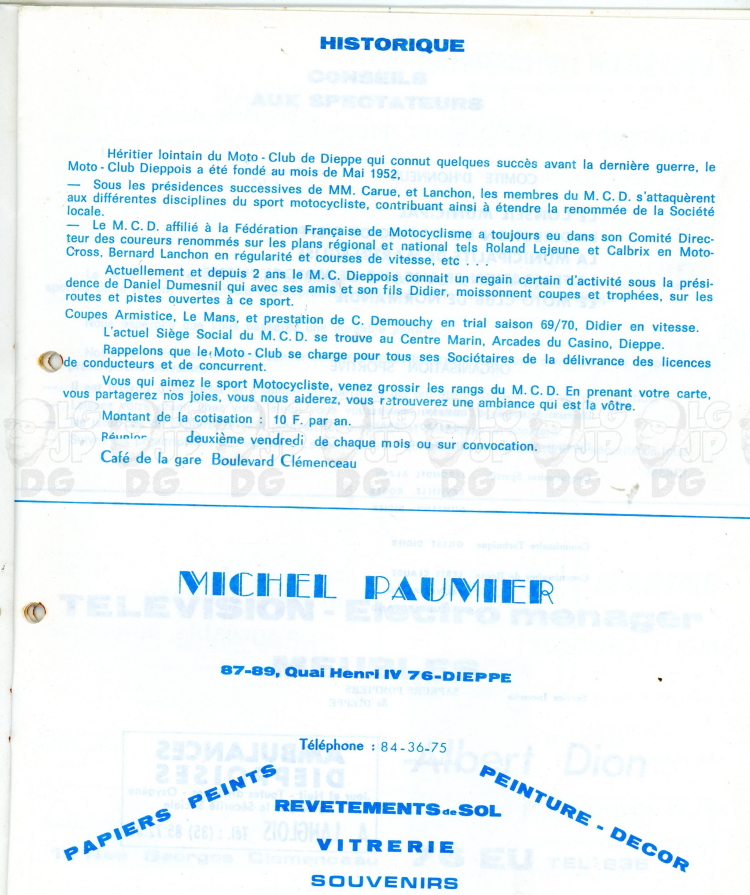 HISTORIQUE
Héritier lointain du Moto - Club de Dieppe qui connut quelques succès avant la dernière guerre, le
Moto - Club Dieppois a été fondé au mois de Mai 1952,
— Sous les présidences successives de MM. Carue, et Lanchon, les membres du M. C. D. s'attaquèrent
aux différentes disciplines du sport motocycliste, contribuant ainsi à étendre la renommée de la Société
locale.
— Le M. C. D. affilié à la Fédération Française de Motocyclisme a toujours eu dans son Comité Direc-
teur des coureurs renommés sur les plans régional et national tels Roland Lejeune et Calbrix en Moto-
Cross, Bernard Lanchon en régularité et courses de vitesse, etc . . .
Actuellement et depuis 2 ans le M. C. Dieppois connait un regain certain d'activité sous la prési-
dence de Daniel Dumesnil qui avec ses amis et son fils Didier, moissonnent coupes et trophées, sur les
routes et pistes ouvertes à ce sport.
Coupes Armistice, Le Mans, et prestation de C. Demouchy en trial saison 69/70, Didier en vitesse.
L'actuel Siège Social du M. C. D. se trouve au Centre Marin, Arcades du Casino, Dieppe.
Rappelons que le Moto - Club se charge pour tous ses Sociétaires de la délivrance des licences
de conducteurs et de concurrent.
Vous qui aimez le sport Motocycliste, venez grossir les rangs du M. C. D. En prenant votre carte,
vous partagerez nos joies, vous nous aiderez, vous retrouverez une ambiance qui est la vôtre.
Montant de la cotisation : 10 F. par an.
Réunion deuxième vendredi de chaque mois ou sur convocation.
Café de la gare Boulevard Clémenceau
LG JP DG
MICHEL PAUMIER
87-89, Quai Henri IV 76-DIEPPE
Téléphone : 84-36-75
PAPIERS PEINTS
PEINTURE - DECOR
REVETEMENTS de SOL
VITRERIE
SOUVENIRS